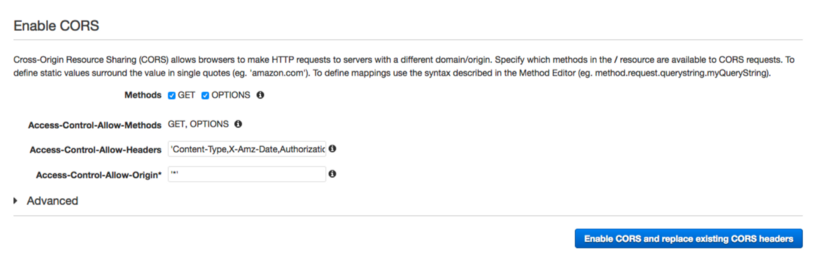 Enable CORS
Cross-Origin Resource Sharing (CORS) allows browsers to make HTTP requests to servers with a different domain/origin. Specify which methods in the / resource are available to CORS requests. To
define static values surround the value in single quotes (eg. 'amazon.com'). To define mappings use the syntax described in the Method Editor (eg. method.request.querystring.myQueryString).
Methods GET OPTIONS
Access-Control-Allow-Methods GET, OPTIONS
Access-Control-Allow-Headers 'Content-Type,X-Amz-Date,Authorizatic
Access-Control-Allow-Origin* '*'
Advanced
Enable CORS and replace existing CORS headers